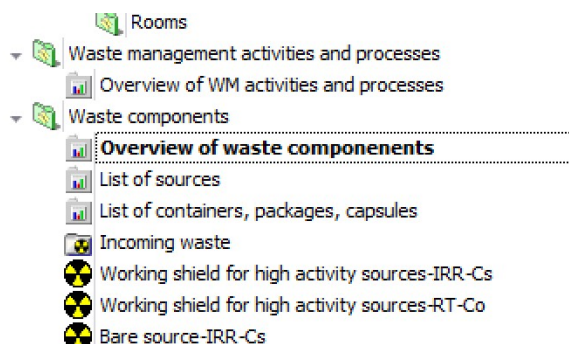 Rooms
Waste management activities and processes
Overview of WM activities and processes
Waste components
Overview of waste componenents
List of sources
List of containers, packages, capsules
Incoming waste
Working shield for high activity sources-IRR-Cs
Working shield for high activity sources-RT-Co
Bare source-IRR-Cs